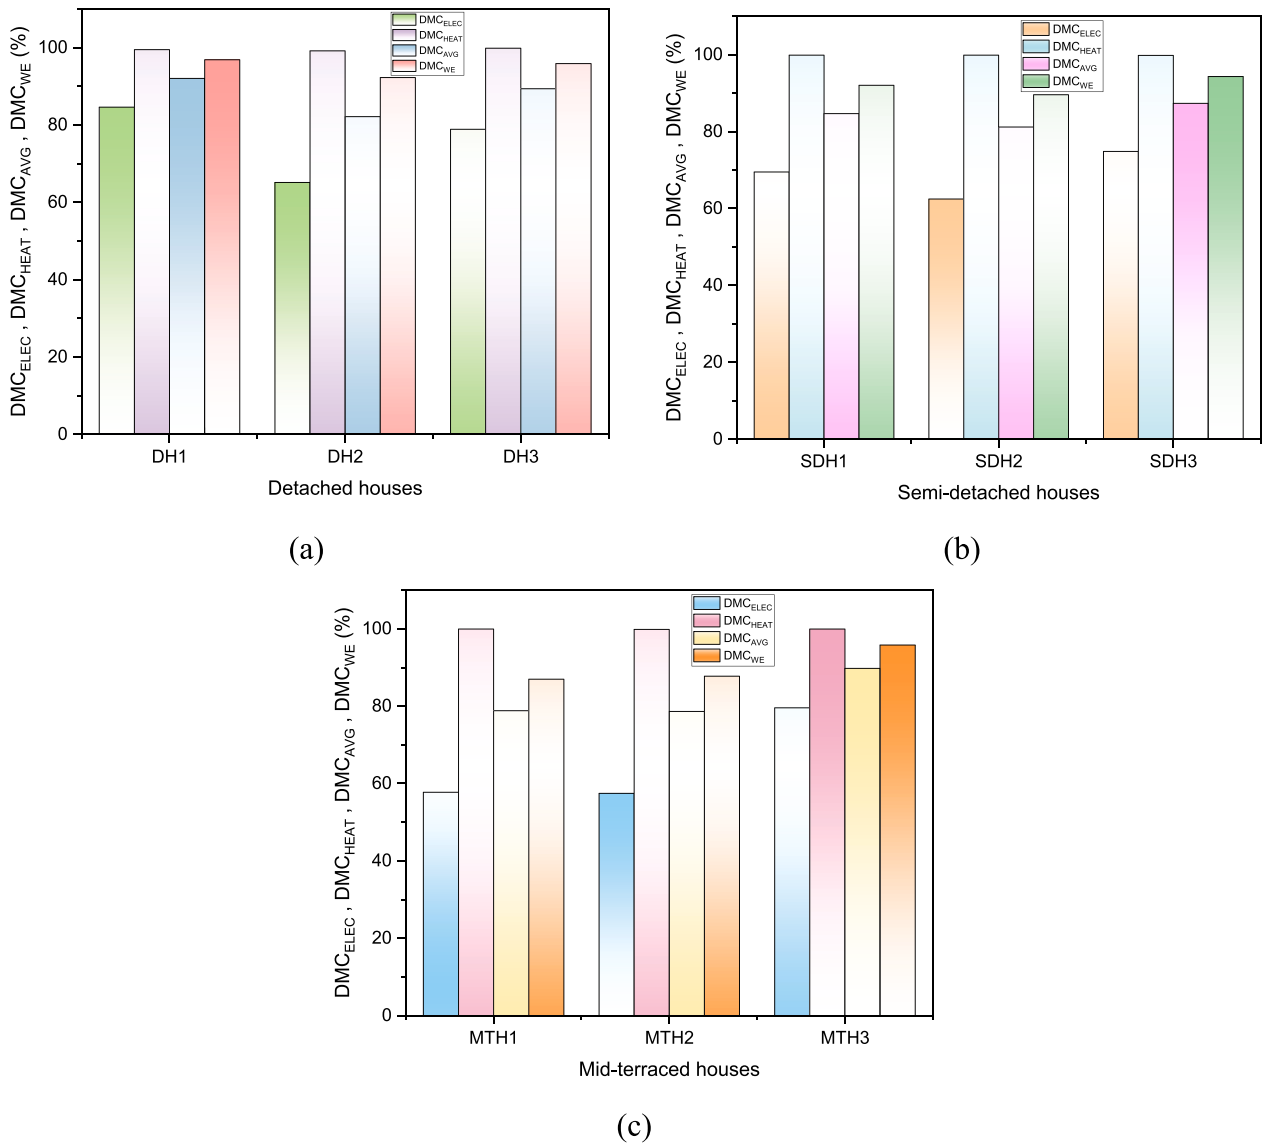 DMC_ELEC , DMC_HEAT , DMC_AVG , DMC_WE (%)
100
80
60
40
20
0
DMC_ELEC
DMC_HEAT
DMC_AVG
DMC_WE
DH1 DH2 DH3
Detached houses
(a)
DMC_ELEC , DMC_HEAT , DMC_AVG , DMC_WE (%)
100
80
60
40
20
0
DMC_ELEC
DMC_HEAT
DMC_AVG
DMC_WE
SDH1 SDH2 SDH3
Semi-detached houses
(b)
DMC_ELEC , DMC_HEAT , DMC_AVG , DMC_WE (%)
100
80
60
40
20
0
DMC_ELEC
DMC_HEAT
DMC_AVG
DMC_WE
MTH1 MTH2 MTH3
Mid-terraced houses
(c)